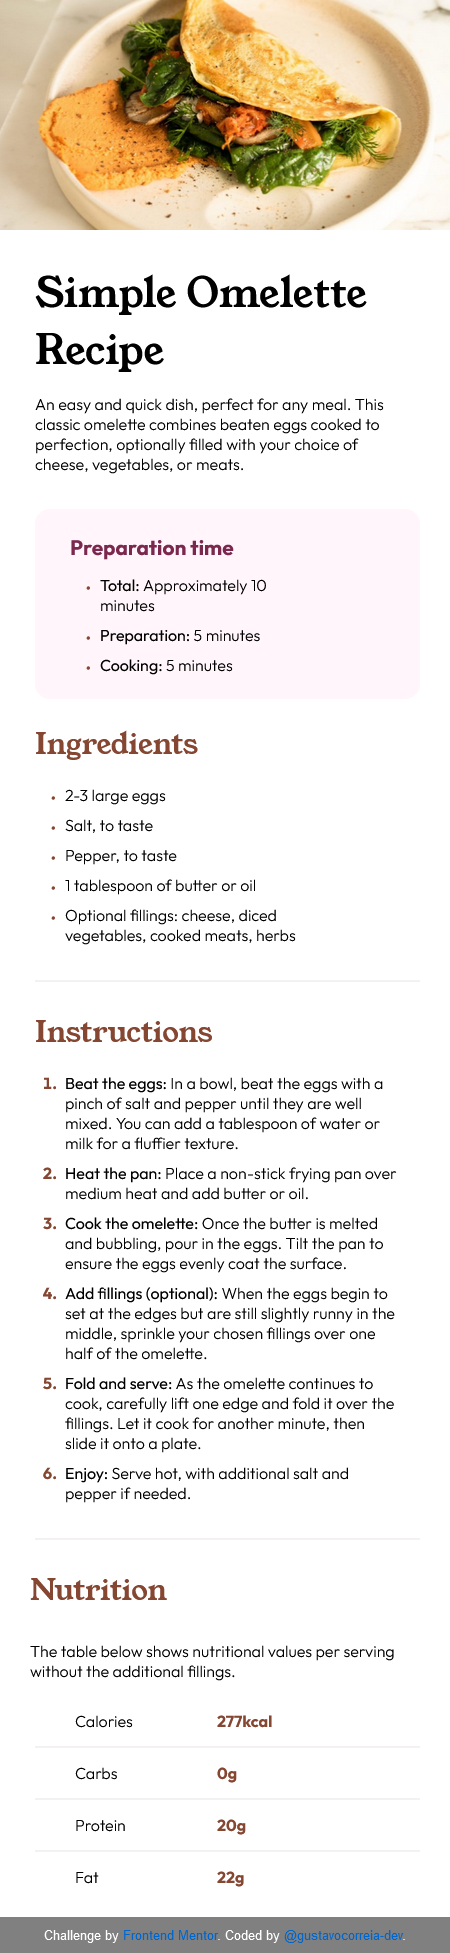 Simple Omelette
Recipe
An easy and quick dish, perfect for any meal. This
classic omelette combines beaten eggs cooked to
perfection, optionally filled with your choice of
cheese, vegetables, or meats.
Preparation time
• Total: Approximately 10
minutes
• Preparation: 5 minutes
• Cooking: 5 minutes
Ingredients
• 2-3 large eggs
• Salt, to taste
• Pepper, to taste
• 1 tablespoon of butter or oil
• Optional fillings: cheese, diced
vegetables, cooked meats, herbs
Instructions
1. Beat the eggs: In a bowl, beat the eggs with a
pinch of salt and pepper until they are well
mixed. You can add a tablespoon of water or
milk for a fluffier texture.
2. Heat the pan: Place a non-stick frying pan over
medium heat and add butter or oil.
3. Cook the omelette: Once the butter is melted
and bubbling, pour in the eggs. Tilt the pan to
ensure the eggs evenly coat the surface.
4. Add fillings (optional): When the eggs begin to
set at the edges but are still slightly runny in the
middle, sprinkle your chosen fillings over one
half of the omelette.
5. Fold and serve: As the omelette continues to
cook, carefully lift one edge and fold it over the
fillings. Let it cook for another minute, then
slide it onto a plate.
6. Enjoy: Serve hot, with additional salt and
pepper if needed.
Nutrition
The table below shows nutritional values per serving
without the additional fillings.
Calories 277kcal
Carbs 0g
Protein 20g
Fat 22g
Challenge by Frontend Mentor. Coded by @gustavocorreia-dev.